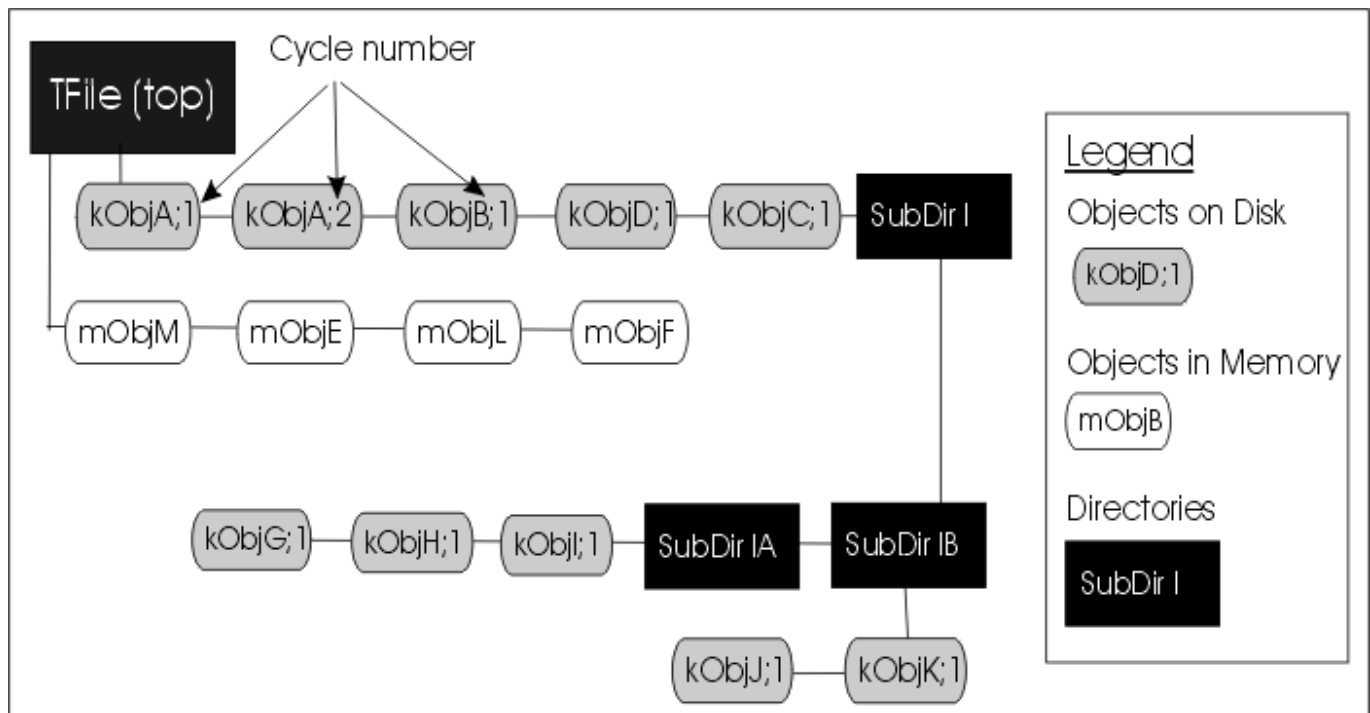 Cycle number
TFile (top)
kObjA;1
kObjA;2
kObjB;1
kObjD;1
kObjC;1
SubDir I
mObjM
mObjE
mObjL
mObjF
kObjG;1
kObjH;1
kObjI;1
SubDir IA
SubDir IB
kObjJ;1
kObjK;1
Legend
Objects on Disk
kObjD;1
Objects in Memory
mObjB
Directories
SubDir I